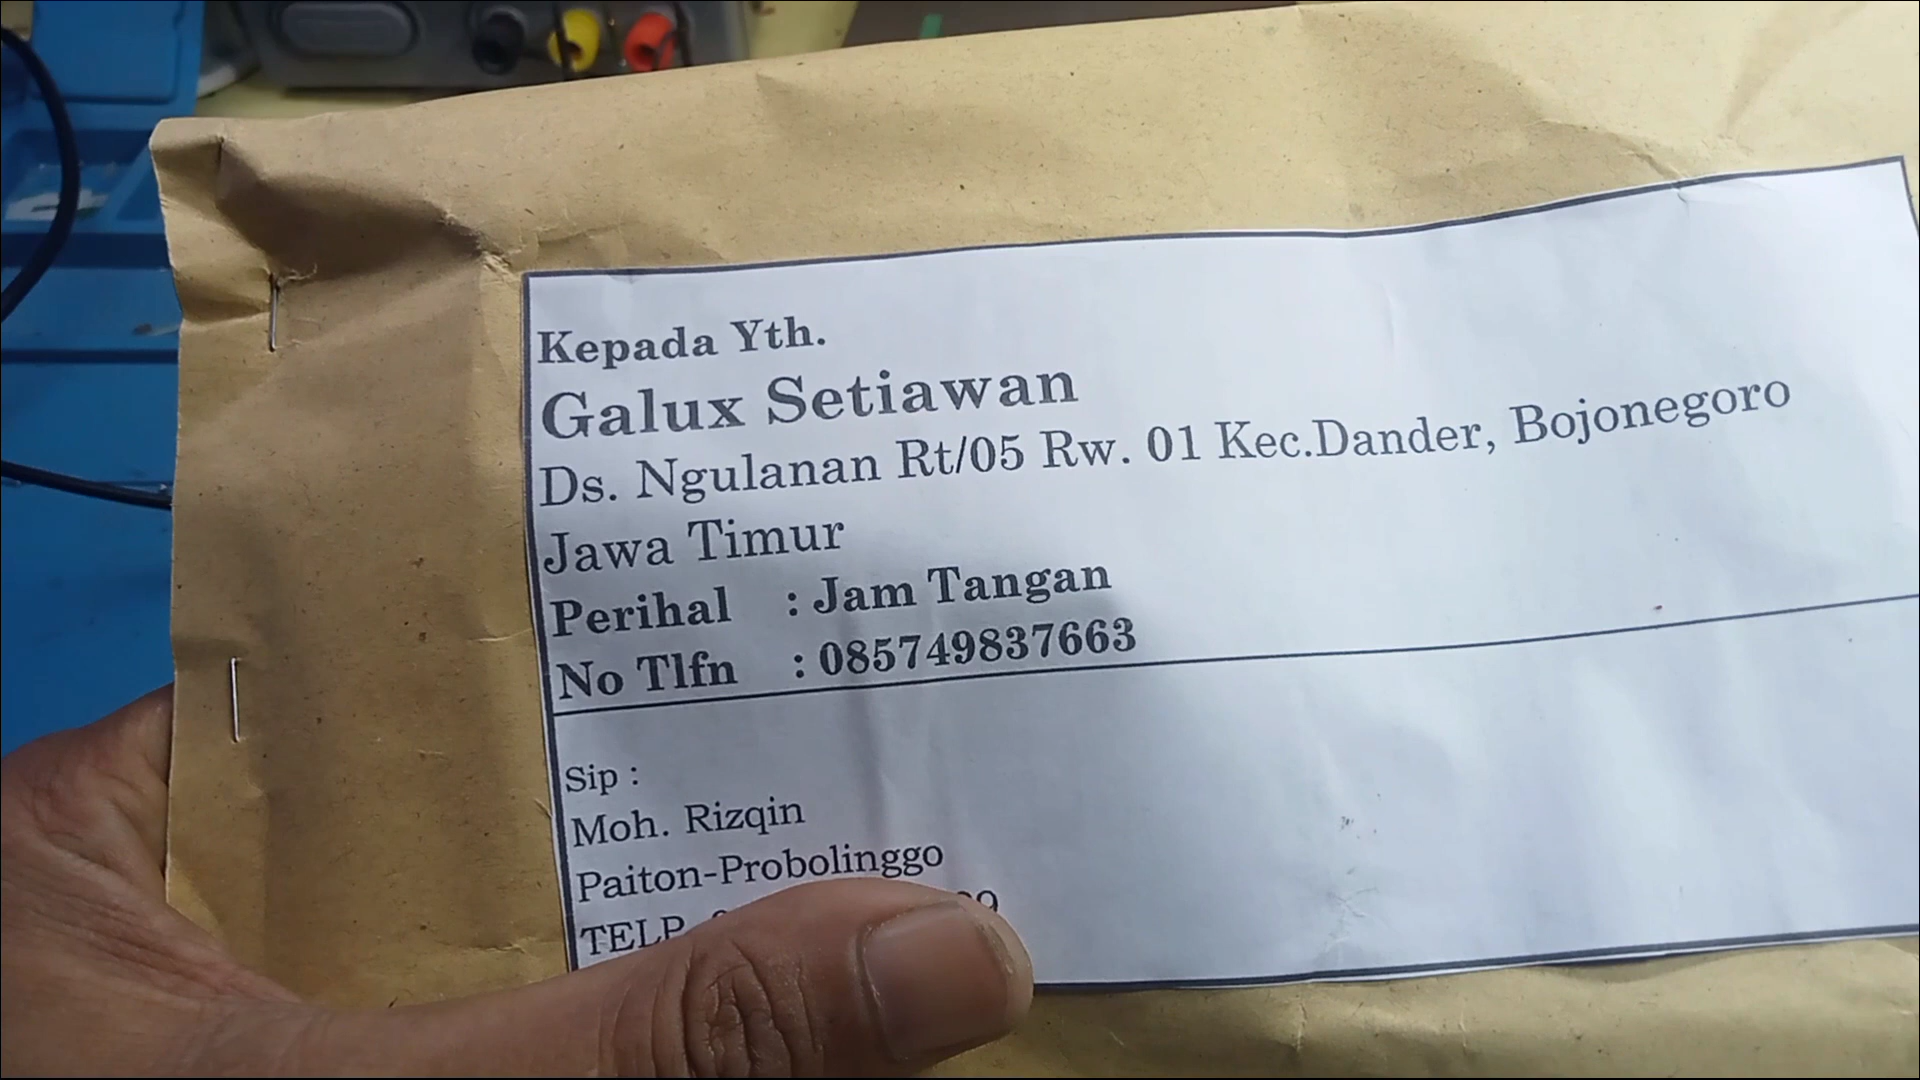 Kepada Yth.
Galux Setiawan
Ds. Ngulanan Rt/05 Rw. 01 Kec.Dander, Bojonegoro
Jawa Timur
Perihal : Jam Tangan
No Tlfn : 085749837663
Sip :
Moh. Rizqin
Paiton-Probolinggo
TELP